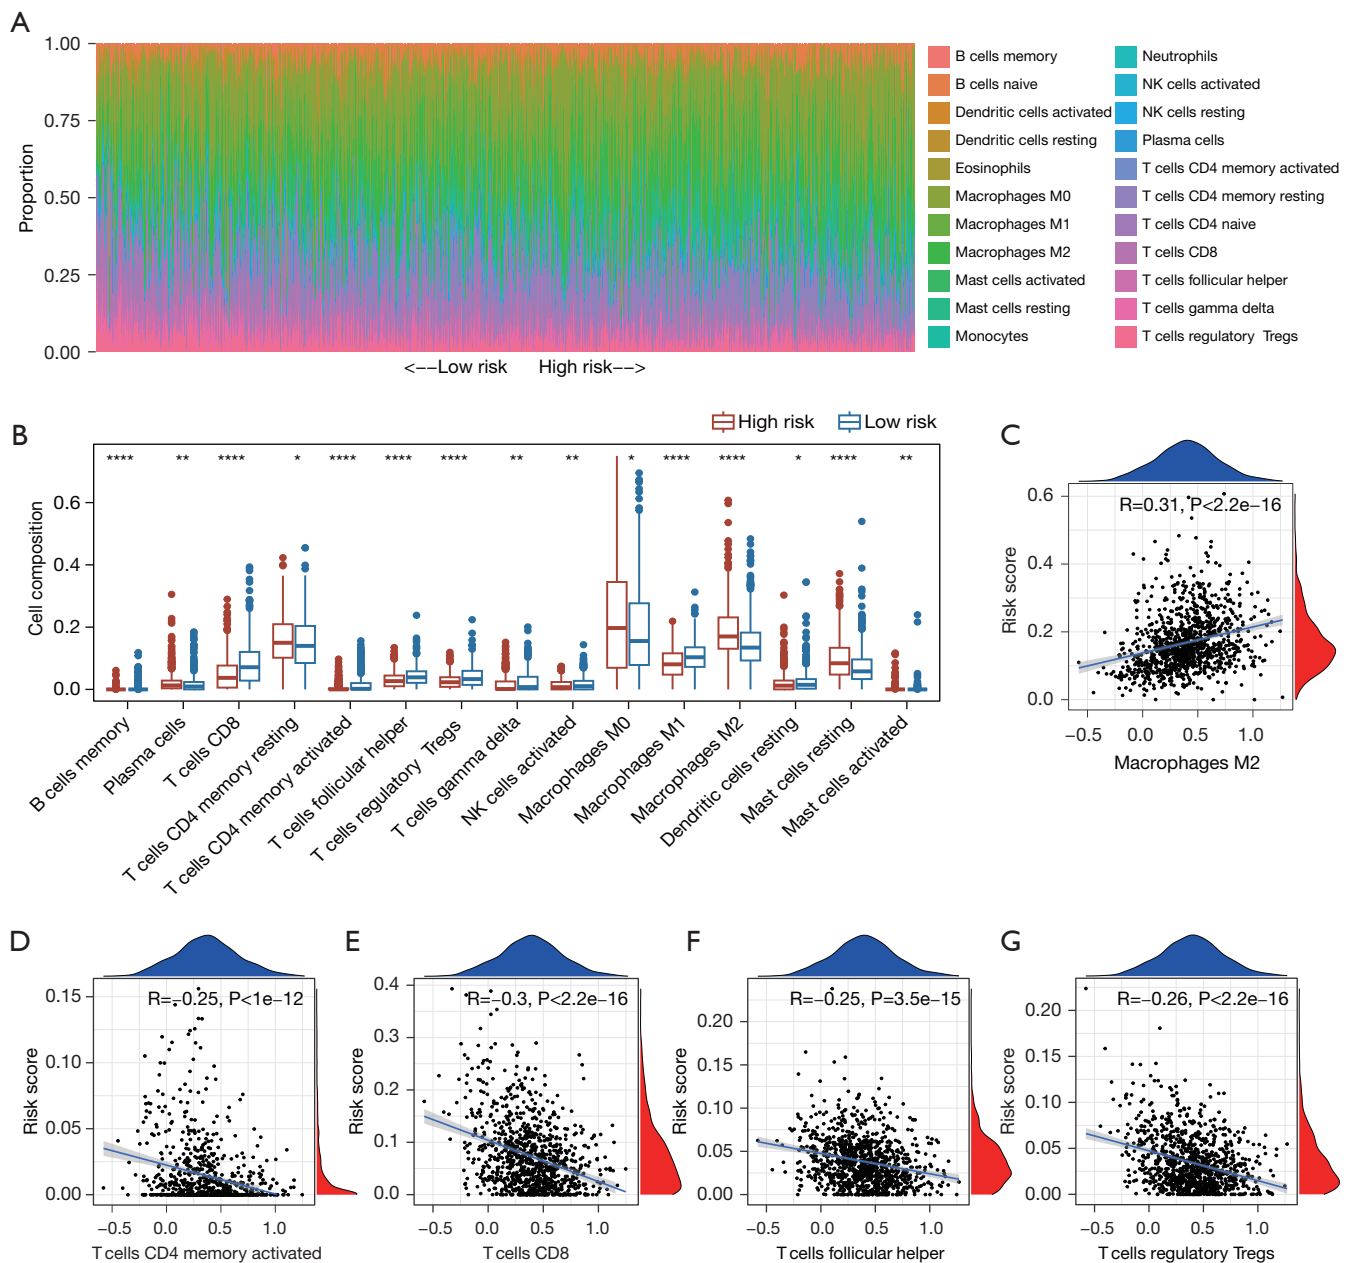 A
1.00
0.75
0.50
0.25
0.00
Proportion
<--Low risk High risk-->
B cells memory
B cells naive
Dendritic cells activated
Dendritic cells resting
Eosinophils
Macrophages M0
Macrophages M1
Macrophages M2
Mast cells activated
Mast cells resting
Monocytes
Neutrophils
NK cells activated
NK cells resting
Plasma cells
T cells CD4 memory activated
T cells CD4 memory resting
T cells CD4 naive
T cells CD8
T cells follicular helper
T cells gamma delta
T cells regulatory Tregs
B
High risk Low risk
**** ** **** * **** **** **** ** ** * **** **** * **** **
0.6
0.4
0.2
0.0
Cell composition
B cells memory
Plasma cells
T cells CD8
T cells CD4 memory resting
T cells CD4 memory activated
T cells follicular helper
T cells regulatory Tregs
T cells gamma delta
NK cells activated
Macrophages M0
Macrophages M1
Macrophages M2
Dendritic cells resting
Mast cells resting
Mast cells activated
C
R=0.31, P<2.2e−16
0.6
0.4
0.2
0.0
Risk score
−0.5 0.0 0.5 1.0
Macrophages M2
D
R=−0.25, P<1e−12
0.15
0.10
0.05
0.00
Risk score
−0.5 0.0 0.5 1.0
T cells CD4 memory activated
E
R=−0.3, P<2.2e−16
0.4
0.3
0.2
0.1
0.0
Risk score
−0.5 0.0 0.5 1.0
T cells CD8
F
R=−0.25, P=3.5e−15
0.20
0.15
0.10
0.05
0.00
Risk score
−0.5 0.0 0.5 1.0
T cells follicular helper
G
R=−0.26, P<2.2e−16
0.20
0.15
0.10
0.05
0.00
Risk score
−0.5 0.0 0.5 1.0
T cells regulatory Tregs